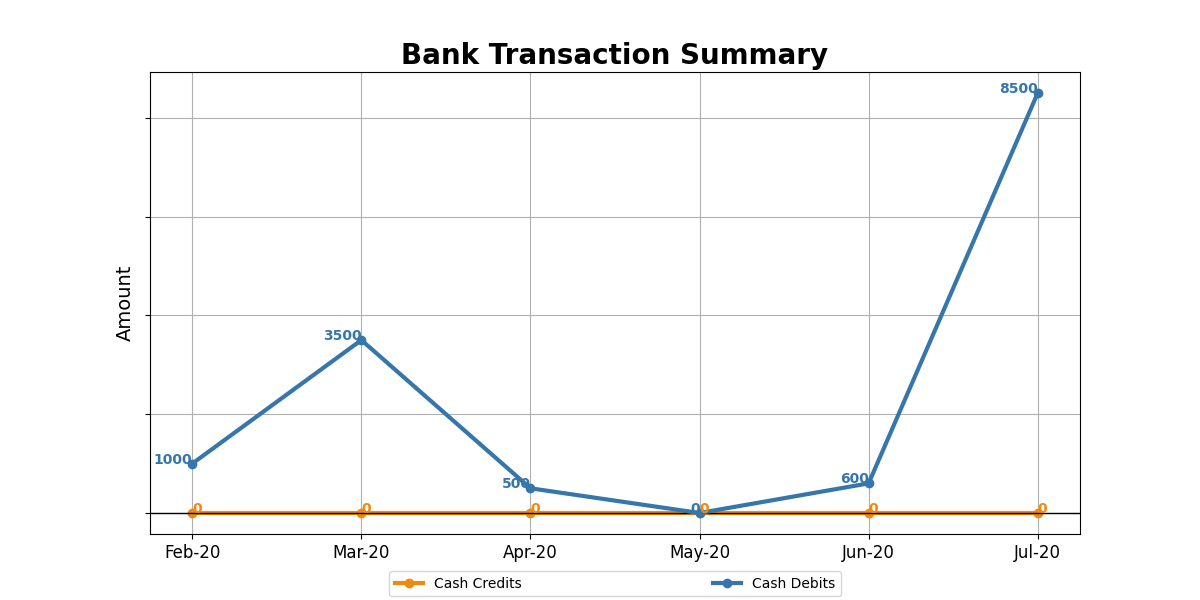 Bank Transaction Summary
Amount
8500
3500
1000
500
600
0
0
0
0
0
0
0
Feb-20
Mar-20
Apr-20
May-20
Jun-20
Jul-20
Cash Credits
Cash Debits